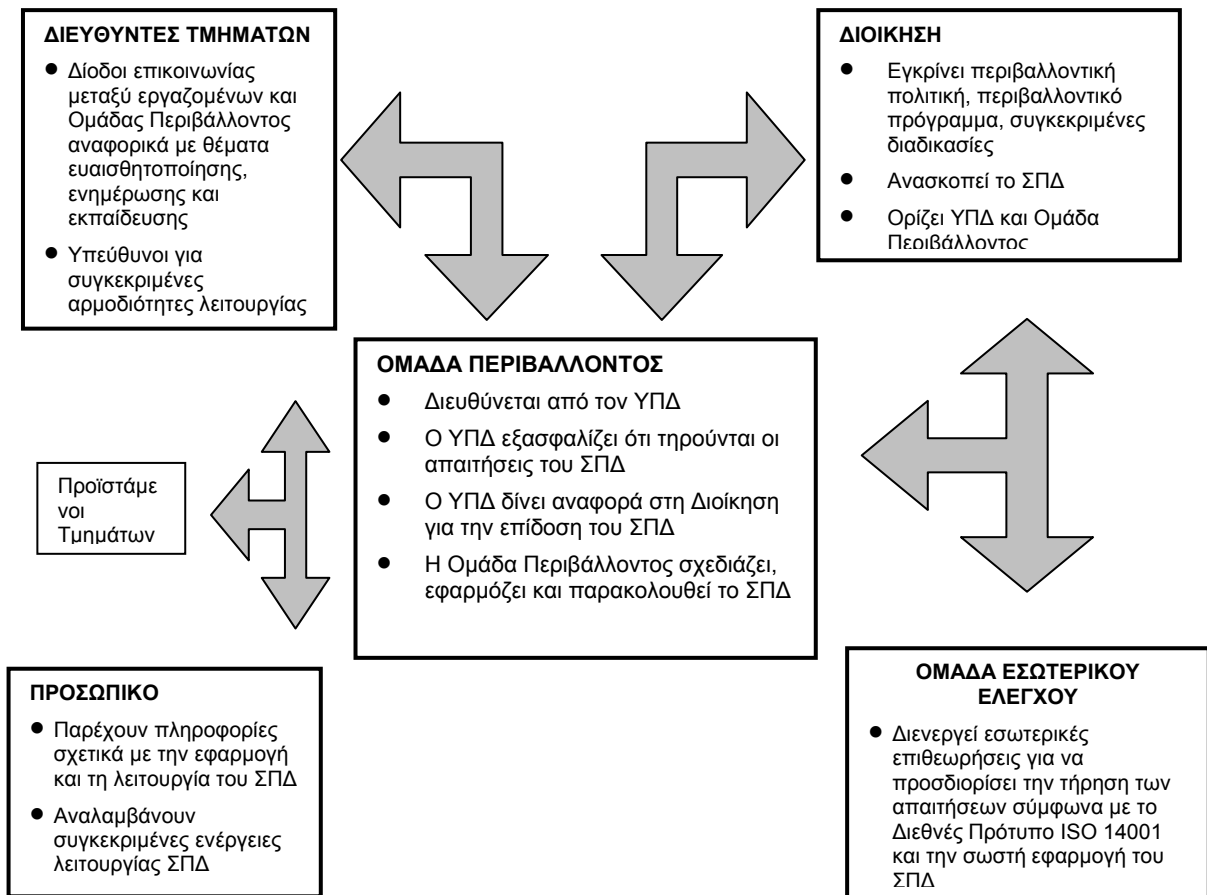 ΔΙΕΥΘΥΝΤΕΣ ΤΜΗΜΑΤΩΝ
● Δίοδοι επικοινωνίας
μεταξύ εργαζομένων και
Ομάδας Περιβάλλοντος
αναφορικά με θέματα
ευαισθητοποίησης,
ενημέρωσης και
εκπαίδευσης
● Υπεύθυνοι για
συγκεκριμένες
αρμοδιότητες λειτουργίας
ΔΙΟΙΚΗΣΗ
● Εγκρίνει περιβαλλοντική
πολιτική, περιβαλλοντικό
πρόγραμμα, συγκεκριμένες
διαδικασίες
● Ανασκοπεί το ΣΠΔ
● Ορίζει ΥΠΔ και Ομάδα
Περιβάλλοντος
ΟΜΑΔΑ ΠΕΡΙΒΑΛΛΟΝΤΟΣ
● Διευθύνεται από τον ΥΠΔ
● Ο ΥΠΔ εξασφαλίζει ότι τηρούνται οι
απαιτήσεις του ΣΠΔ
● Ο ΥΠΔ δίνει αναφορά στη Διοίκηση
για την επίδοση του ΣΠΔ
● Η Ομάδα Περιβάλλοντος σχεδιάζει,
εφαρμόζει και παρακολουθεί το ΣΠΔ
Προϊστάμε
νοι
Τμημάτων
ΠΡΟΣΩΠΙΚΟ
● Παρέχουν πληροφορίες
σχετικά με την εφαρμογή
και τη λειτουργία του ΣΠΔ
● Αναλαμβάνουν
συγκεκριμένες ενέργειες
λειτουργίας ΣΠΔ
ΟΜΑΔΑ ΕΣΩΤΕΡΙΚΟΥ
ΕΛΕΓΧΟΥ
● Διενεργεί εσωτερικές
επιθεωρήσεις για να
προσδιορίσει την τήρηση των
απαιτήσεων σύμφωνα με το
Διεθνές Πρότυπο ISO 14001
και την σωστή εφαρμογή του
ΣΠΔ